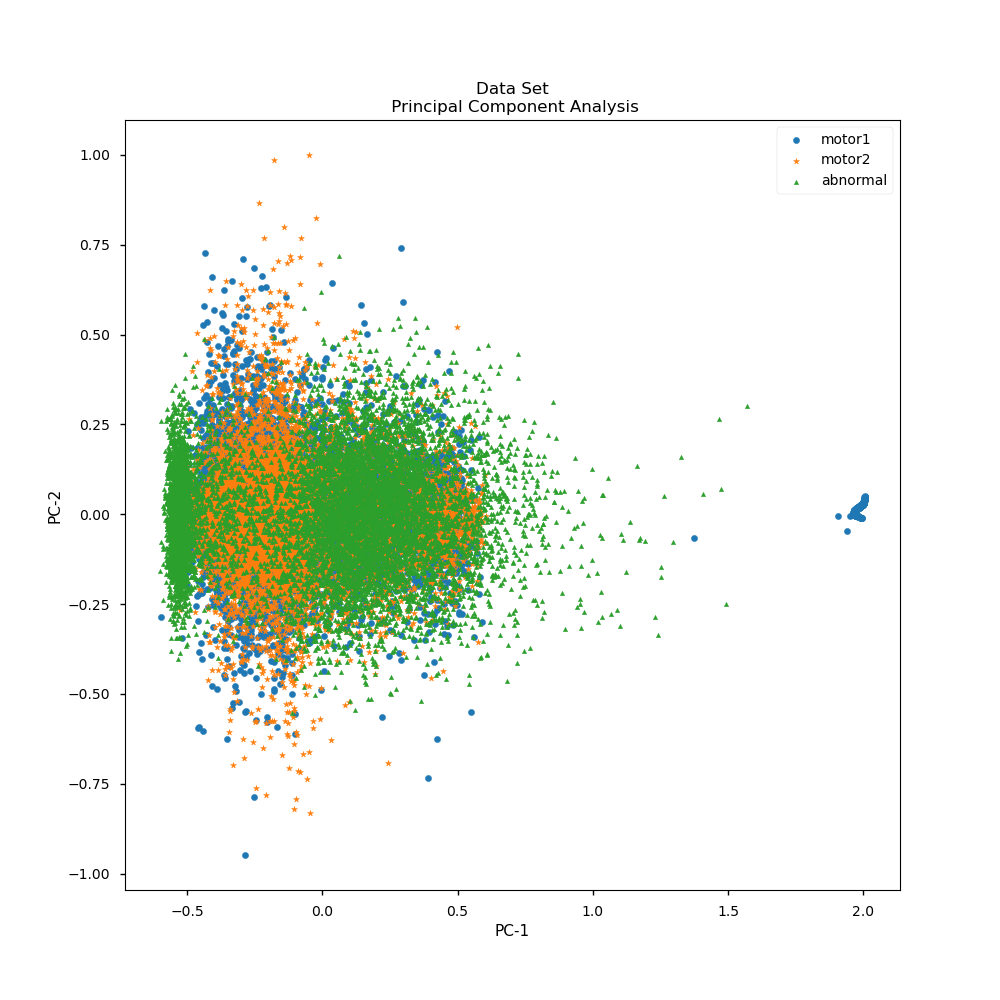 Data Set
Principal Component Analysis
motor1
motor2
abnormal
1.00
0.75
0.50
0.25
0.00
−0.25
−0.50
−0.75
−1.00
PC-2
−0.5
0.0
0.5
1.0
1.5
2.0
PC-1